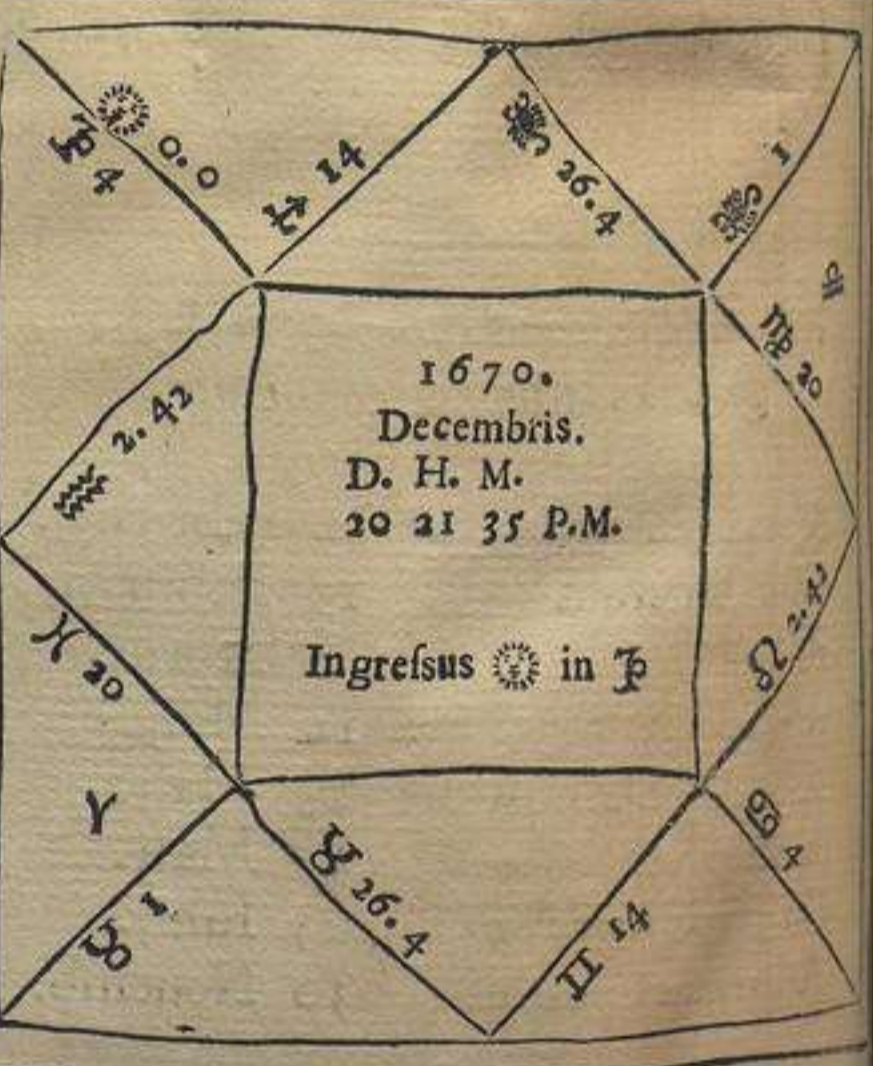 ☉ 0. 0
♑ 4
♐ 14
♏ 26. 4
♏ 1
♎
♍ 20
♒ 2. 42
1670.
Decembris.
D. H. M.
20 21 35 P.M.
Ingreſsus ☉ in ♑
♌ 2. 42
♓ 20
♈
♉ 1
♉ 26. 4
♊ 14
♋ 4